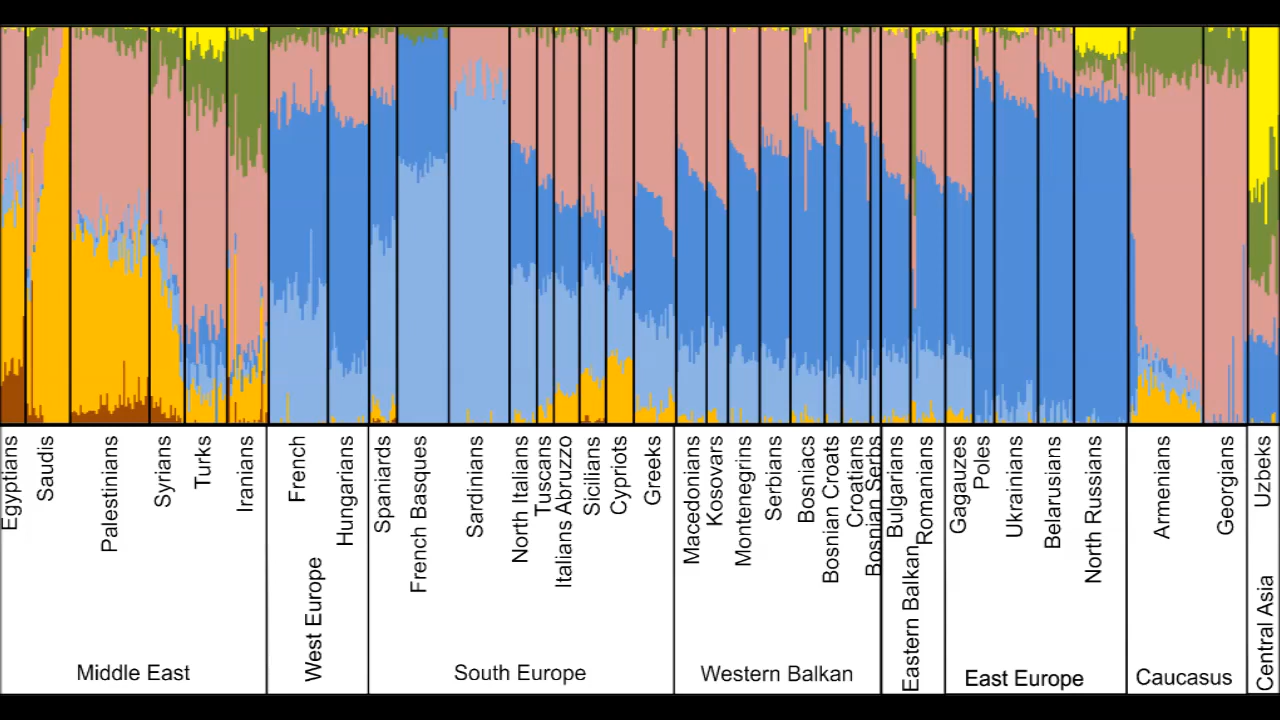 Egyptians
Saudis
Palestinians
Syrians
Turks
Iranians
French
Hungarians
Spaniards
French Basques
Sardinians
North Italians
Tuscans
Italians Abruzzo
Sicilians
Cypriots
Greeks
Macedonians
Kosovars
Montenegrins
Serbians
Bosniacs
Bosnian Croats
Croatians
Bosnian Serbs
Bulgarians
Romanians
Gagauzes
Poles
Ukrainians
Belarusians
North Russians
Armenians
Georgians
Uzbeks
Middle East
West Europe
South Europe
Western Balkan
Eastern Balkan
East Europe
Caucasus
Central Asia